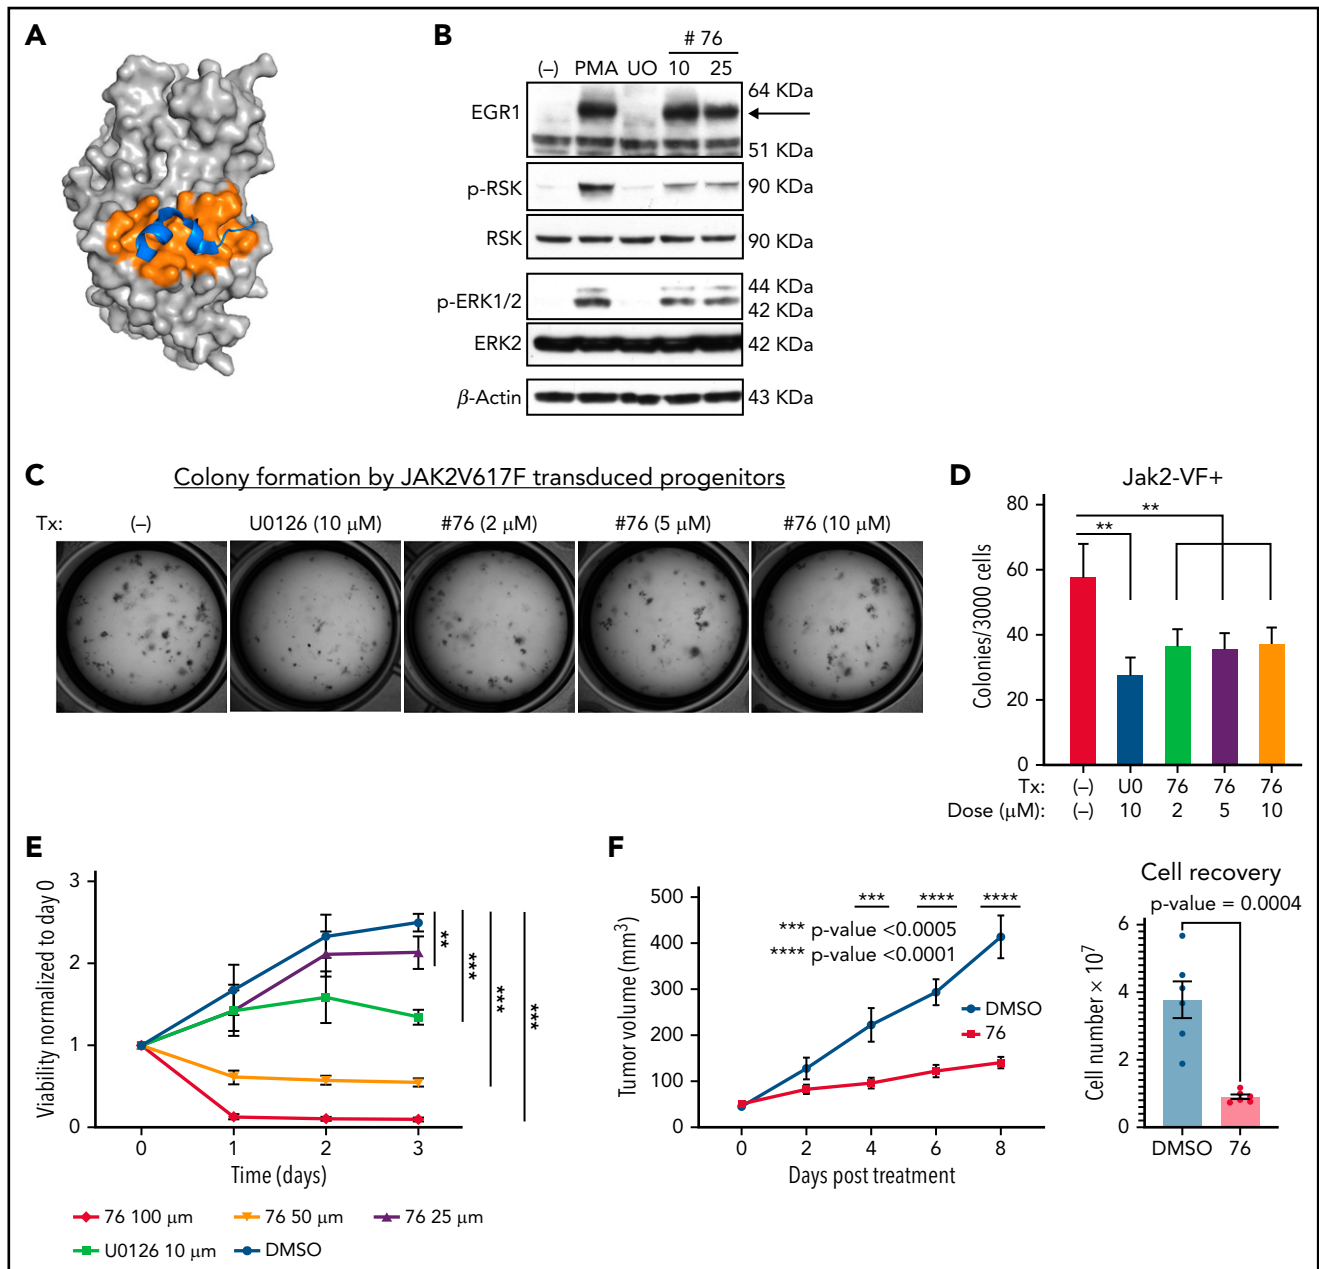 A
B
# 76
(–) PMA UO 10 25
EGR1
64 KDa
51 KDa
p-RSK
90 KDa
RSK
90 KDa
p-ERK1/2
44 KDa
42 KDa
ERK2
42 KDa
β-Actin
43 KDa
C
Colony formation by JAK2V617F transduced progenitors
Tx: (–) U0126 (10 μM) #76 (2 μM) #76 (5 μM) #76 (10 μM)
D
Jak2-VF+
Colonies/3000 cells
80
60
40
20
0
**
**
Tx: (–) U0 76 76 76
Dose (μM): (–) 10 2 5 10
E
Viability normalized to day 0
3
2
1
0
0 1 2 3
Time (days)
**
***
***
***
76 100 μm 76 50 μm 76 25 μm
U0126 10 μm DMSO
F
Tumor volume (mm³)
500
400
300
200
100
0
*** **** ****
*** p-value <0.0005
**** p-value <0.0001
DMSO
76
0 2 4 6 8
Days post treatment
Cell recovery
p-value = 0.0004
Cell number × 10⁷
6
4
2
0
DMSO 76